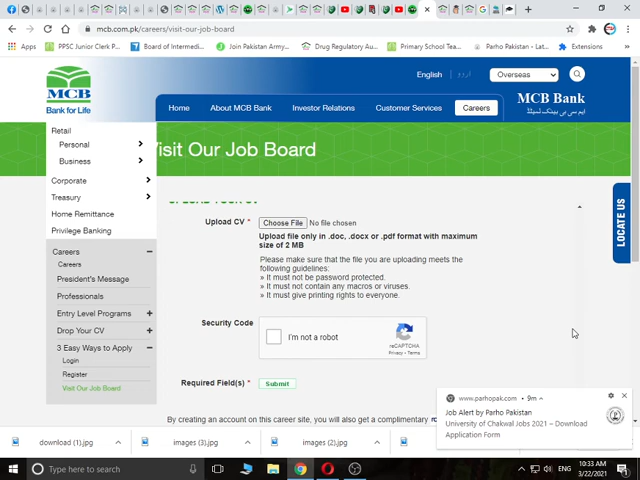 mcb.com.pk/careers/visit-our-job-board
Apps
PPSC Junior Clerk P...
Board of Intermedi...
Join Pakistan Army...
Drug Regulatory Au...
Primary School Tea...
Parho Pakistan - Lat...
Extensions
English اردو Overseas
MCB
Bank for Life
MCB Bank
ایم سی بی بینک لمیٹڈ
Home About MCB Bank Investor Relations Customer Services Careers
Visit Our Job Board
Retail
Personal
Business
Corporate
Treasury
Home Remittance
Privilege Banking
Careers
Careers
President's Message
Professionals
Entry Level Programs
Drop Your CV
3 Easy Ways to Apply
Login
Register
Visit Our Job Board
UPLOAD YOUR CV
Upload CV * Choose File No file chosen
Upload file only in .doc, .docx or .pdf format with maximum
size of 2 MB
Please make sure that the file you are uploading meets the
following guidelines:
» It must not be password protected.
» It must not contain any macros or viruses.
» It must give printing rights to everyone.
Security Code
I'm not a robot
reCAPTCHA
Privacy - Terms
Required Field(s) * Submit
By creating an account on this career site, you will also get a complimentary
LOCATE US
www.parhopak.com • 9m
Job Alert by Parho Pakistan
University of Chakwal Jobs 2021 – Download
Application Form
download (1).jpg
images (3).jpg
images (2).jpg
Type here to search
ENG
10:33 AM
3/22/2021